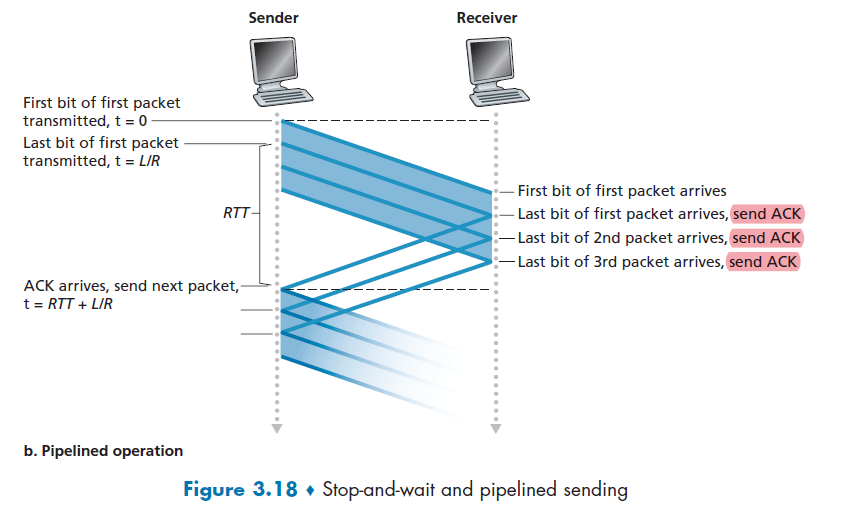 Sender
Receiver
First bit of first packet
transmitted, t = 0
Last bit of first packet
transmitted, t = L/R
First bit of first packet arrives
RTT
Last bit of first packet arrives, send ACK
Last bit of 2nd packet arrives, send ACK
Last bit of 3rd packet arrives, send ACK
ACK arrives, send next packet,
t = RTT + L/R
b. Pipelined operation
Figure 3.18 ♦ Stop-and-wait and pipelined sending